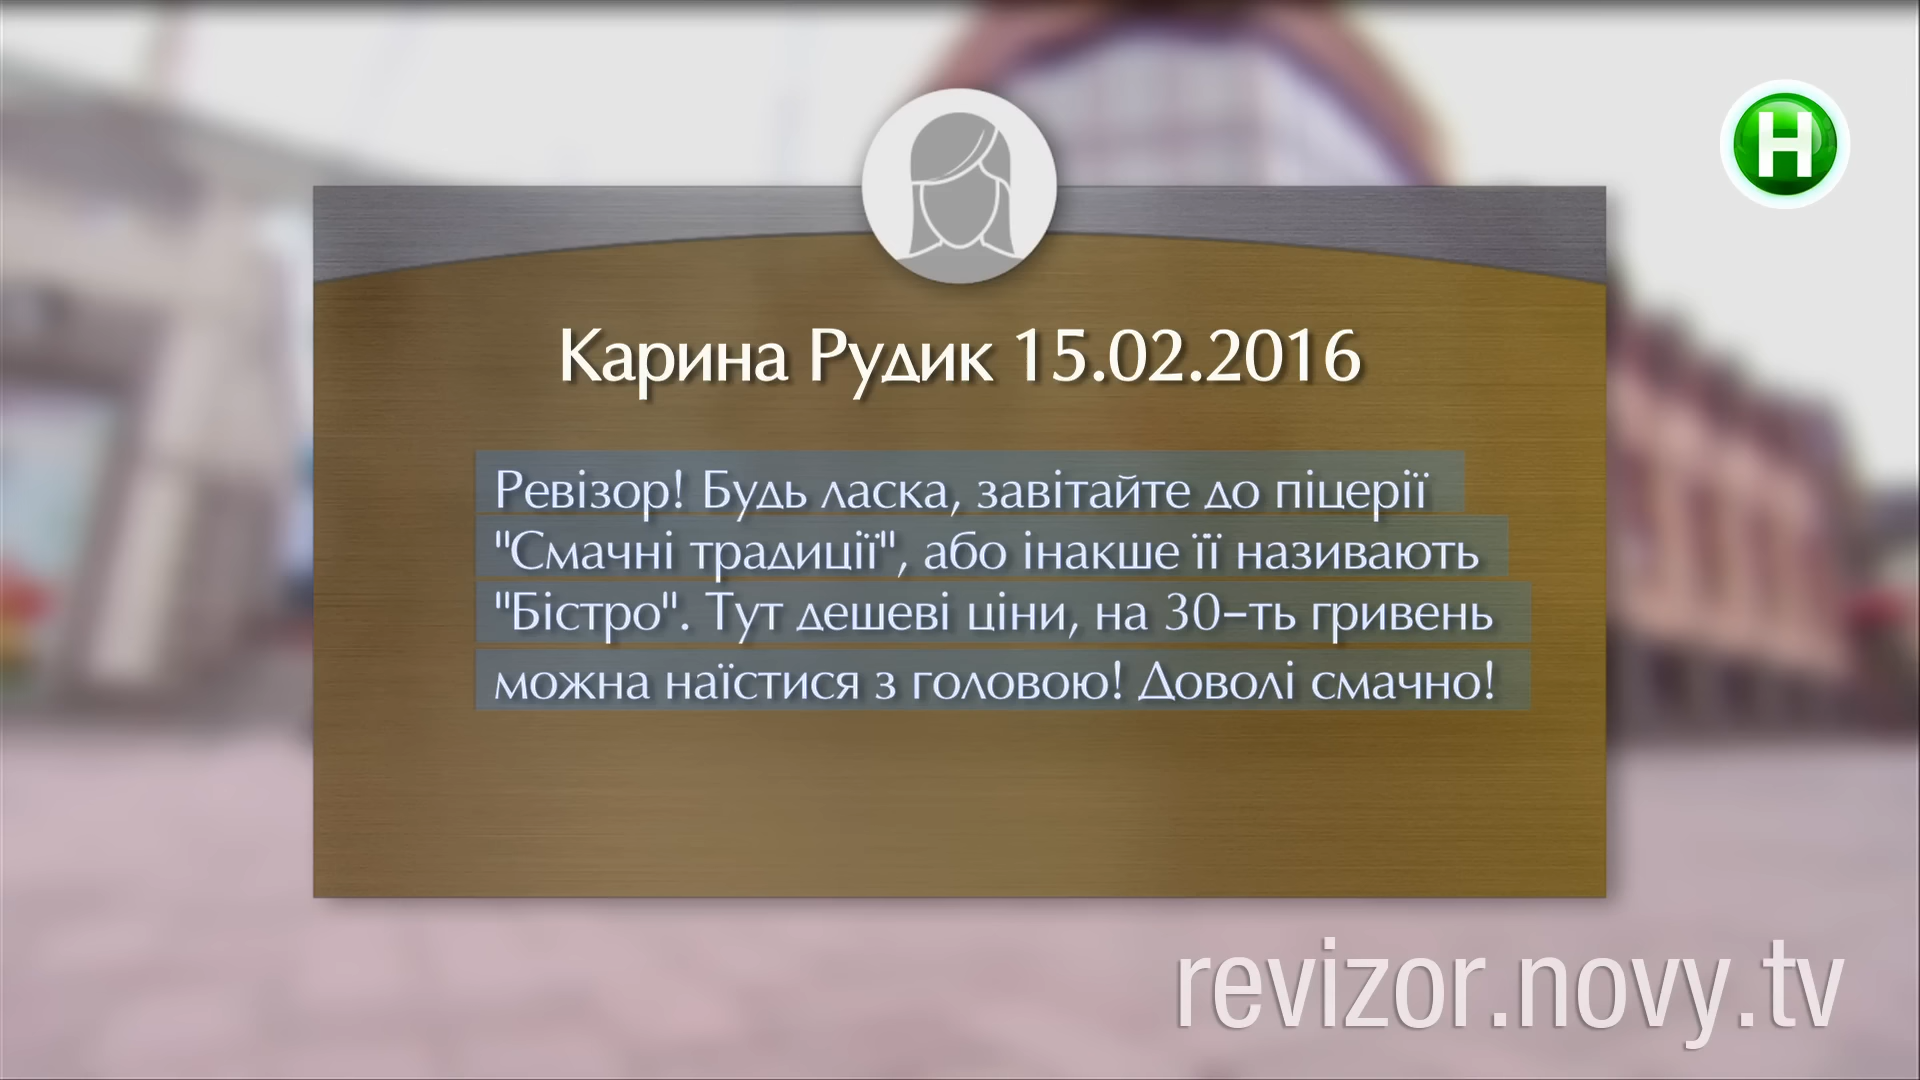 Н
Карина Рудик 15.02.2016
Ревізор! Будь ласка, завітайте до піцерії
"Смачні традиції", або інакше її називають
"Бістро". Тут дешеві ціни, на 30-ть гривень
можна наїстися з головою! Доволі смачно!
revizor.novy.tv